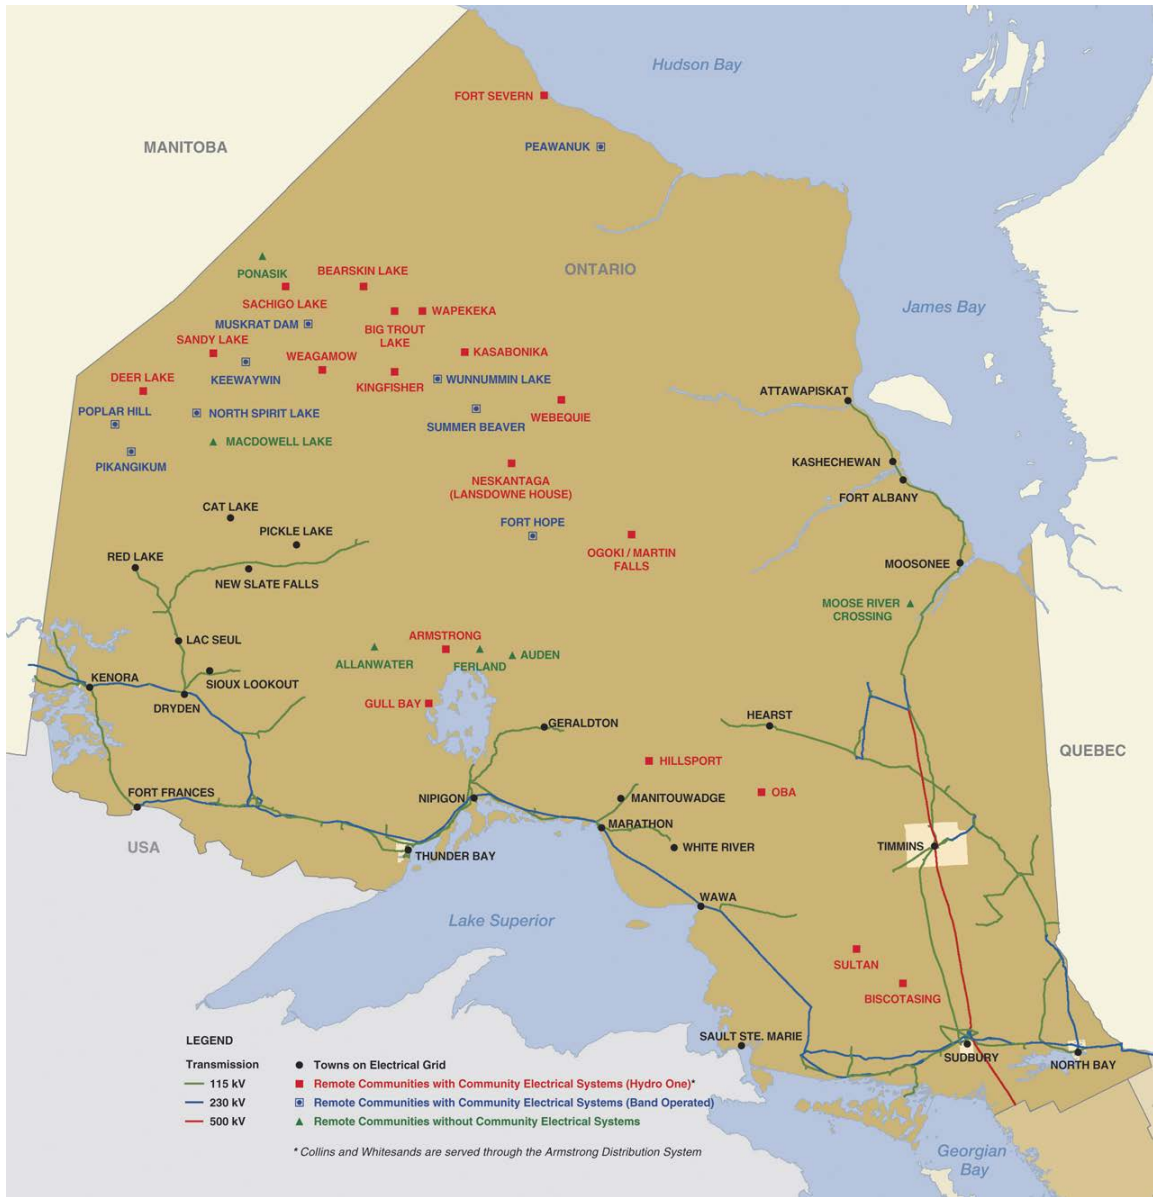 Hudson Bay
FORT SEVERN
MANITOBA
PEAWANUK
ONTARIO
PONASIK
BEARSKIN LAKE
SACHIGO LAKE
WAPEKEKA
James Bay
MUSKRAT DAM
BIG TROUT
LAKE
SANDY LAKE
WEAGAMOW
KASABONIKA
KEEWAYWIN
DEER LAKE
KINGFISHER
WUNNUMMIN LAKE
ATTAWAPISKAT
POPLAR HILL
NORTH SPIRIT LAKE
WEBEQUIE
SUMMER BEAVER
MACDOWELL LAKE
PIKANGIKUM
KASHECHEWAN
NESKANTAGA
(LANSDOWNE HOUSE)
FORT ALBANY
CAT LAKE
FORT HOPE
PICKLE LAKE
OGOKI / MARTIN
FALLS
RED LAKE
MOOSONEE
NEW SLATE FALLS
MOOSE RIVER
CROSSING
LAC SEUL
ARMSTRONG
ALLANWATER
FERLAND
AUDEN
KENORA
SIOUX LOOKOUT
DRYDEN
GULL BAY
GERALDTON
HEARST
QUEBEC
HILLSPORT
FORT FRANCES
NIPIGON
MANITOUWADGE
OBA
MARATHON
USA
THUNDER BAY
WHITE RIVER
TIMMINS
WAWA
Lake Superior
SULTAN
BISCOTASING
SAULT STE. MARIE
SUDBURY
NORTH BAY
Georgian
Bay
LEGEND
Transmission
115 kV
230 kV
500 kV
Towns on Electrical Grid
Remote Communities with Community Electrical Systems (Hydro One)*
Remote Communities with Community Electrical Systems (Band Operated)
Remote Communities without Community Electrical Systems
* Collins and Whitesands are served through the Armstrong Distribution System